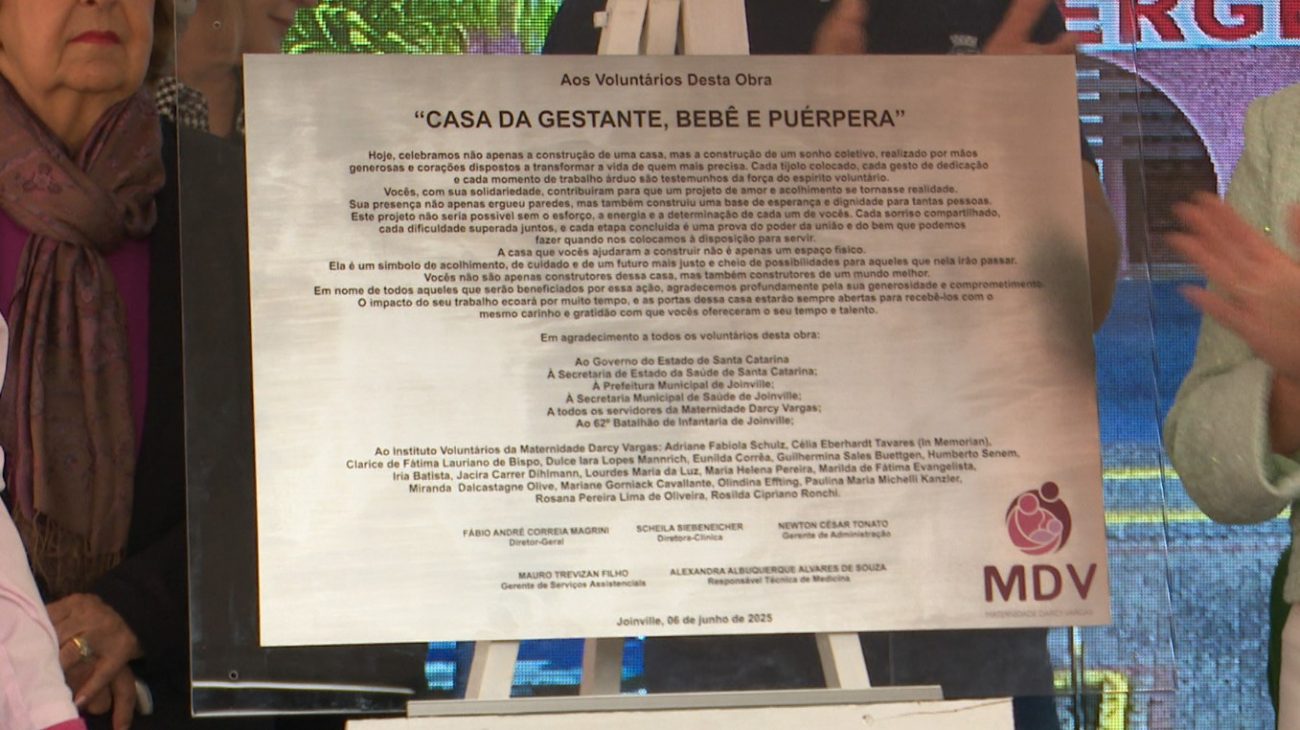 ERGE
Aos Voluntários Desta Obra
“CASA DA GESTANTE, BEBÊ E PUÉRPERA”
Hoje, celebramos não apenas a construção de uma casa, mas a construção de um sonho coletivo, realizado por mãos
generosas e corações dispostos a transformar a vida de quem mais precisa. Cada tijolo colocado, cada gesto de dedicação
e cada momento de trabalho árduo são testemunhos da força do espírito voluntário.
Vocês, com sua solidariedade, contribuíram para que um projeto de amor e acolhimento se tornasse realidade.
Sua presença não apenas ergueu paredes, mas também construiu uma base de esperança e dignidade para tantas pessoas.
Este projeto não seria possível sem o esforço, a energia e a determinação de cada um de vocês. Cada sorriso compartilhado,
cada dificuldade superada juntos, e cada etapa concluída é uma prova do poder da união e do bem que podemos
fazer quando nos colocamos à disposição para servir.
A casa que vocês ajudaram a construir não é apenas um espaço físico.
Ela é um símbolo de acolhimento, de cuidado e de um futuro mais justo e cheio de possibilidades para aqueles que nela irão passar.
Vocês não são apenas construtores dessa casa, mas também construtores de um mundo melhor.
Em nome de todos aqueles que serão beneficiados por essa ação, agradecemos profundamente pela sua generosidade e comprometimento.
O impacto do seu trabalho ecoará por muito tempo, e as portas dessa casa estarão sempre abertas para recebê-los com o
mesmo carinho e gratidão com que vocês ofereceram o seu tempo e talento.
Em agradecimento a todos os voluntários desta obra:
Ao Governo do Estado de Santa Catarina
À Secretaria de Estado da Saúde de Santa Catarina;
À Prefeitura Municipal de Joinville;
À Secretaria Municipal de Saúde de Joinville;
A todos os servidores da Maternidade Darcy Vargas;
Ao 62º Batalhão de Infantaria de Joinville;
Ao Instituto Voluntários da Maternidade Darcy Vargas: Adriane Fabiola Schulz, Célia Eberhardt Tavares (In Memorian),
Clarice de Fátima Lauriano de Bispo, Dulce Iara Lopes Mannrich, Eunilda Corrêa, Guilhermina Sales Buettgen, Humberto Senem,
Iria Batista, Jacira Carrer Dihlmann, Lourdes Maria da Luz, Maria Helena Pereira, Marilda de Fátima Evangelista,
Miranda Dalcastagne Olive, Mariane Gorniack Cavallante, Olindina Effting, Paulina Maria Michelli Kanzler,
Rosana Pereira Lima de Oliveira, Rosilda Cipriano Ronchi.
FÁBIO ANDRÉ CORREIA MAGRINI SCHEILA SIEBENEICHER NEWTON CÉSAR TONATO
Diretor-Geral Diretora-Clínica Gerente de Administração
MAURO TREVIZAN FILHO ALEXANDRA ALBUQUERQUE ALVARES DE SOUZA
Gerente de Serviços Assistenciais Responsável Técnica de Medicina
MDV
MATERNIDADE DARCY VARGAS
Joinville, 06 de junho de 2025